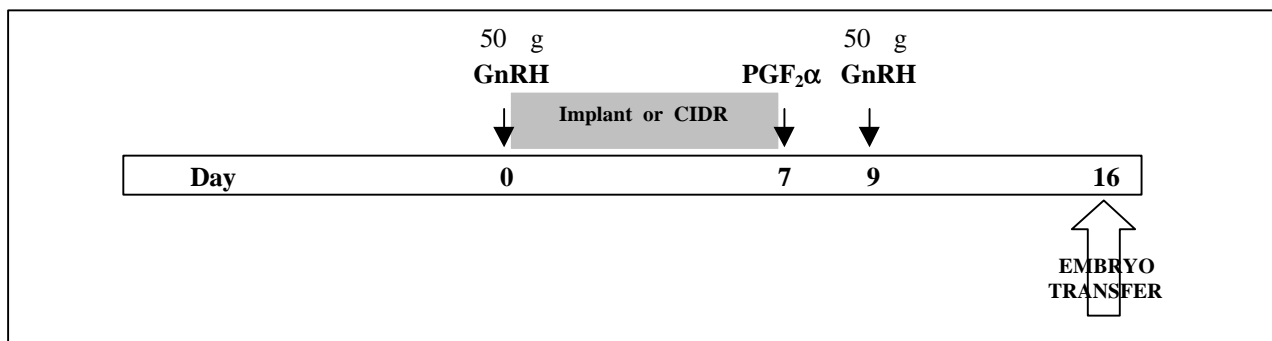 50 g 50 g
GnRH PGF₂α GnRH
Implant or CIDR
Day 0 7 9 16
EMBRYO
TRANSFER